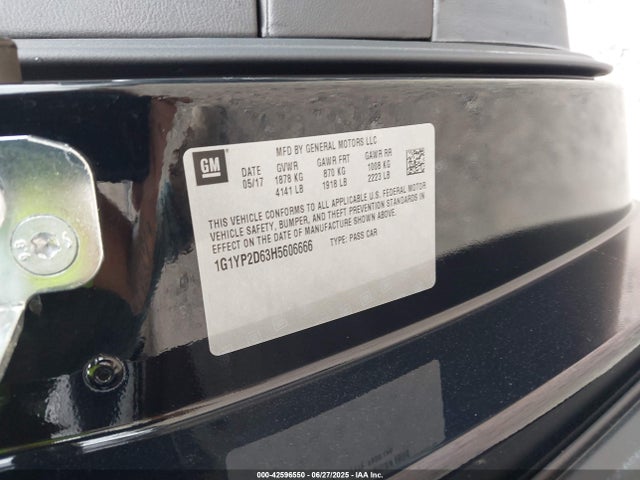 MFD BY GENERAL MOTORS LLC
GM
DATE GVWR GAWR FRT GAWR RR
05/17 1878 KG 870 KG 1008 KG
4141 LB 1918 LB 2223 LB
THIS VEHICLE CONFORMS TO ALL APPLICABLE U.S. FEDERAL MOTOR
VEHICLE SAFETY, BUMPER, AND THEFT PREVENTION STANDARDS IN
EFFECT ON THE DATE OF MANUFACTURE SHOWN ABOVE.
1G1YP2D63H5606666 TYPE: PASS CAR
000-42596550 - 06/27/2025 - IAAI.COM